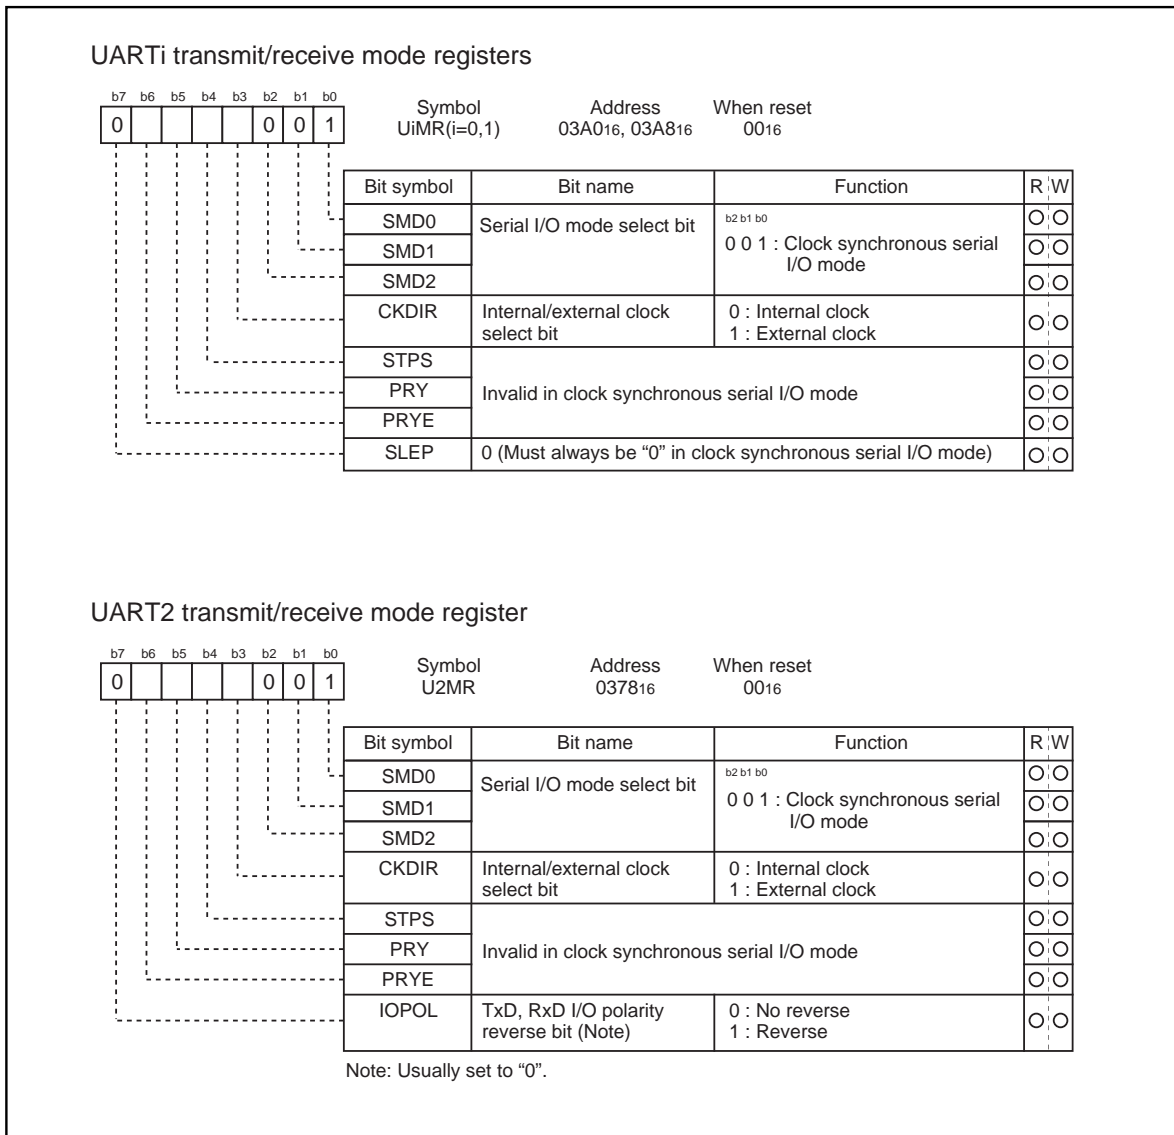 UARTi transmit/receive mode registers
b7 b6 b5 b4 b3 b2 b1 b0
0 0 0 1
Symbol Address When reset
UiMR(i=0,1) 03A016, 03A816 0016
Bit symbol Bit name Function R W
SMD0 Serial I/O mode select bit b2 b1 b0
SMD1 0 0 1 : Clock synchronous serial
I/O mode
SMD2
CKDIR Internal/external clock 0 : Internal clock
select bit 1 : External clock
STPS
PRY Invalid in clock synchronous serial I/O mode
PRYE
SLEP 0 (Must always be “0” in clock synchronous serial I/O mode)
UART2 transmit/receive mode register
b7 b6 b5 b4 b3 b2 b1 b0
0 0 0 1
Symbol Address When reset
U2MR 037816 0016
Bit symbol Bit name Function R W
SMD0 Serial I/O mode select bit b2 b1 b0
SMD1 0 0 1 : Clock synchronous serial
I/O mode
SMD2
CKDIR Internal/external clock 0 : Internal clock
select bit 1 : External clock
STPS
PRY Invalid in clock synchronous serial I/O mode
PRYE
IOPOL TxD, RxD I/O polarity 0 : No reverse
reverse bit (Note) 1 : Reverse
Note: Usually set to “0”.